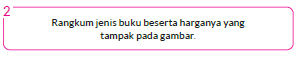 2
Rangkum jenis buku beserta harganya yang
tampak pada gambar.